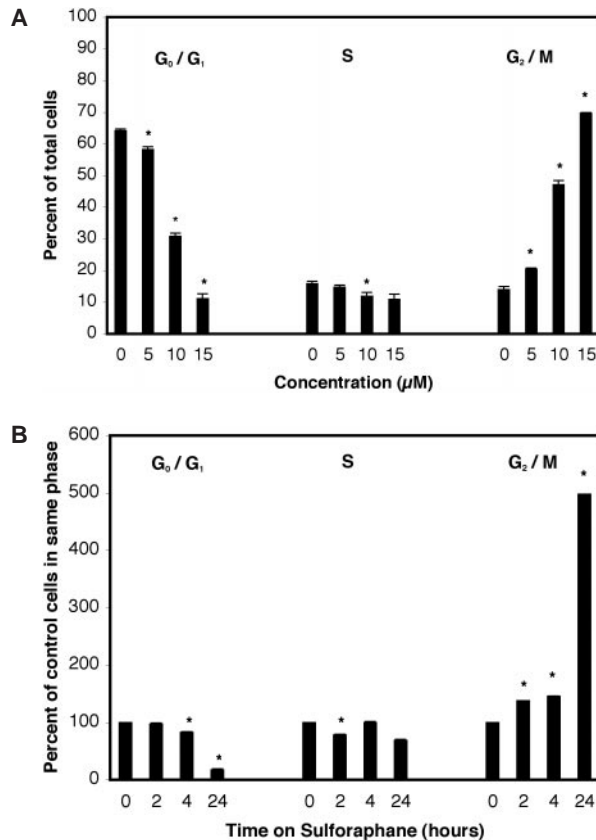 A
G₀ / G₁ S G₂ / M
Percent of total cells
100
90
80
70
60
50
40
30
20
10
0
* * * * * * *
0 5 10 15 0 5 10 15 0 5 10 15
Concentration (µM)
B
G₀ / G₁ S G₂ / M
Percent of control cells in same phase
600
500
400
300
200
100
0
* * * * * *
0 2 4 24 0 2 4 24 0 2 4 24
Time on Sulforaphane (hours)